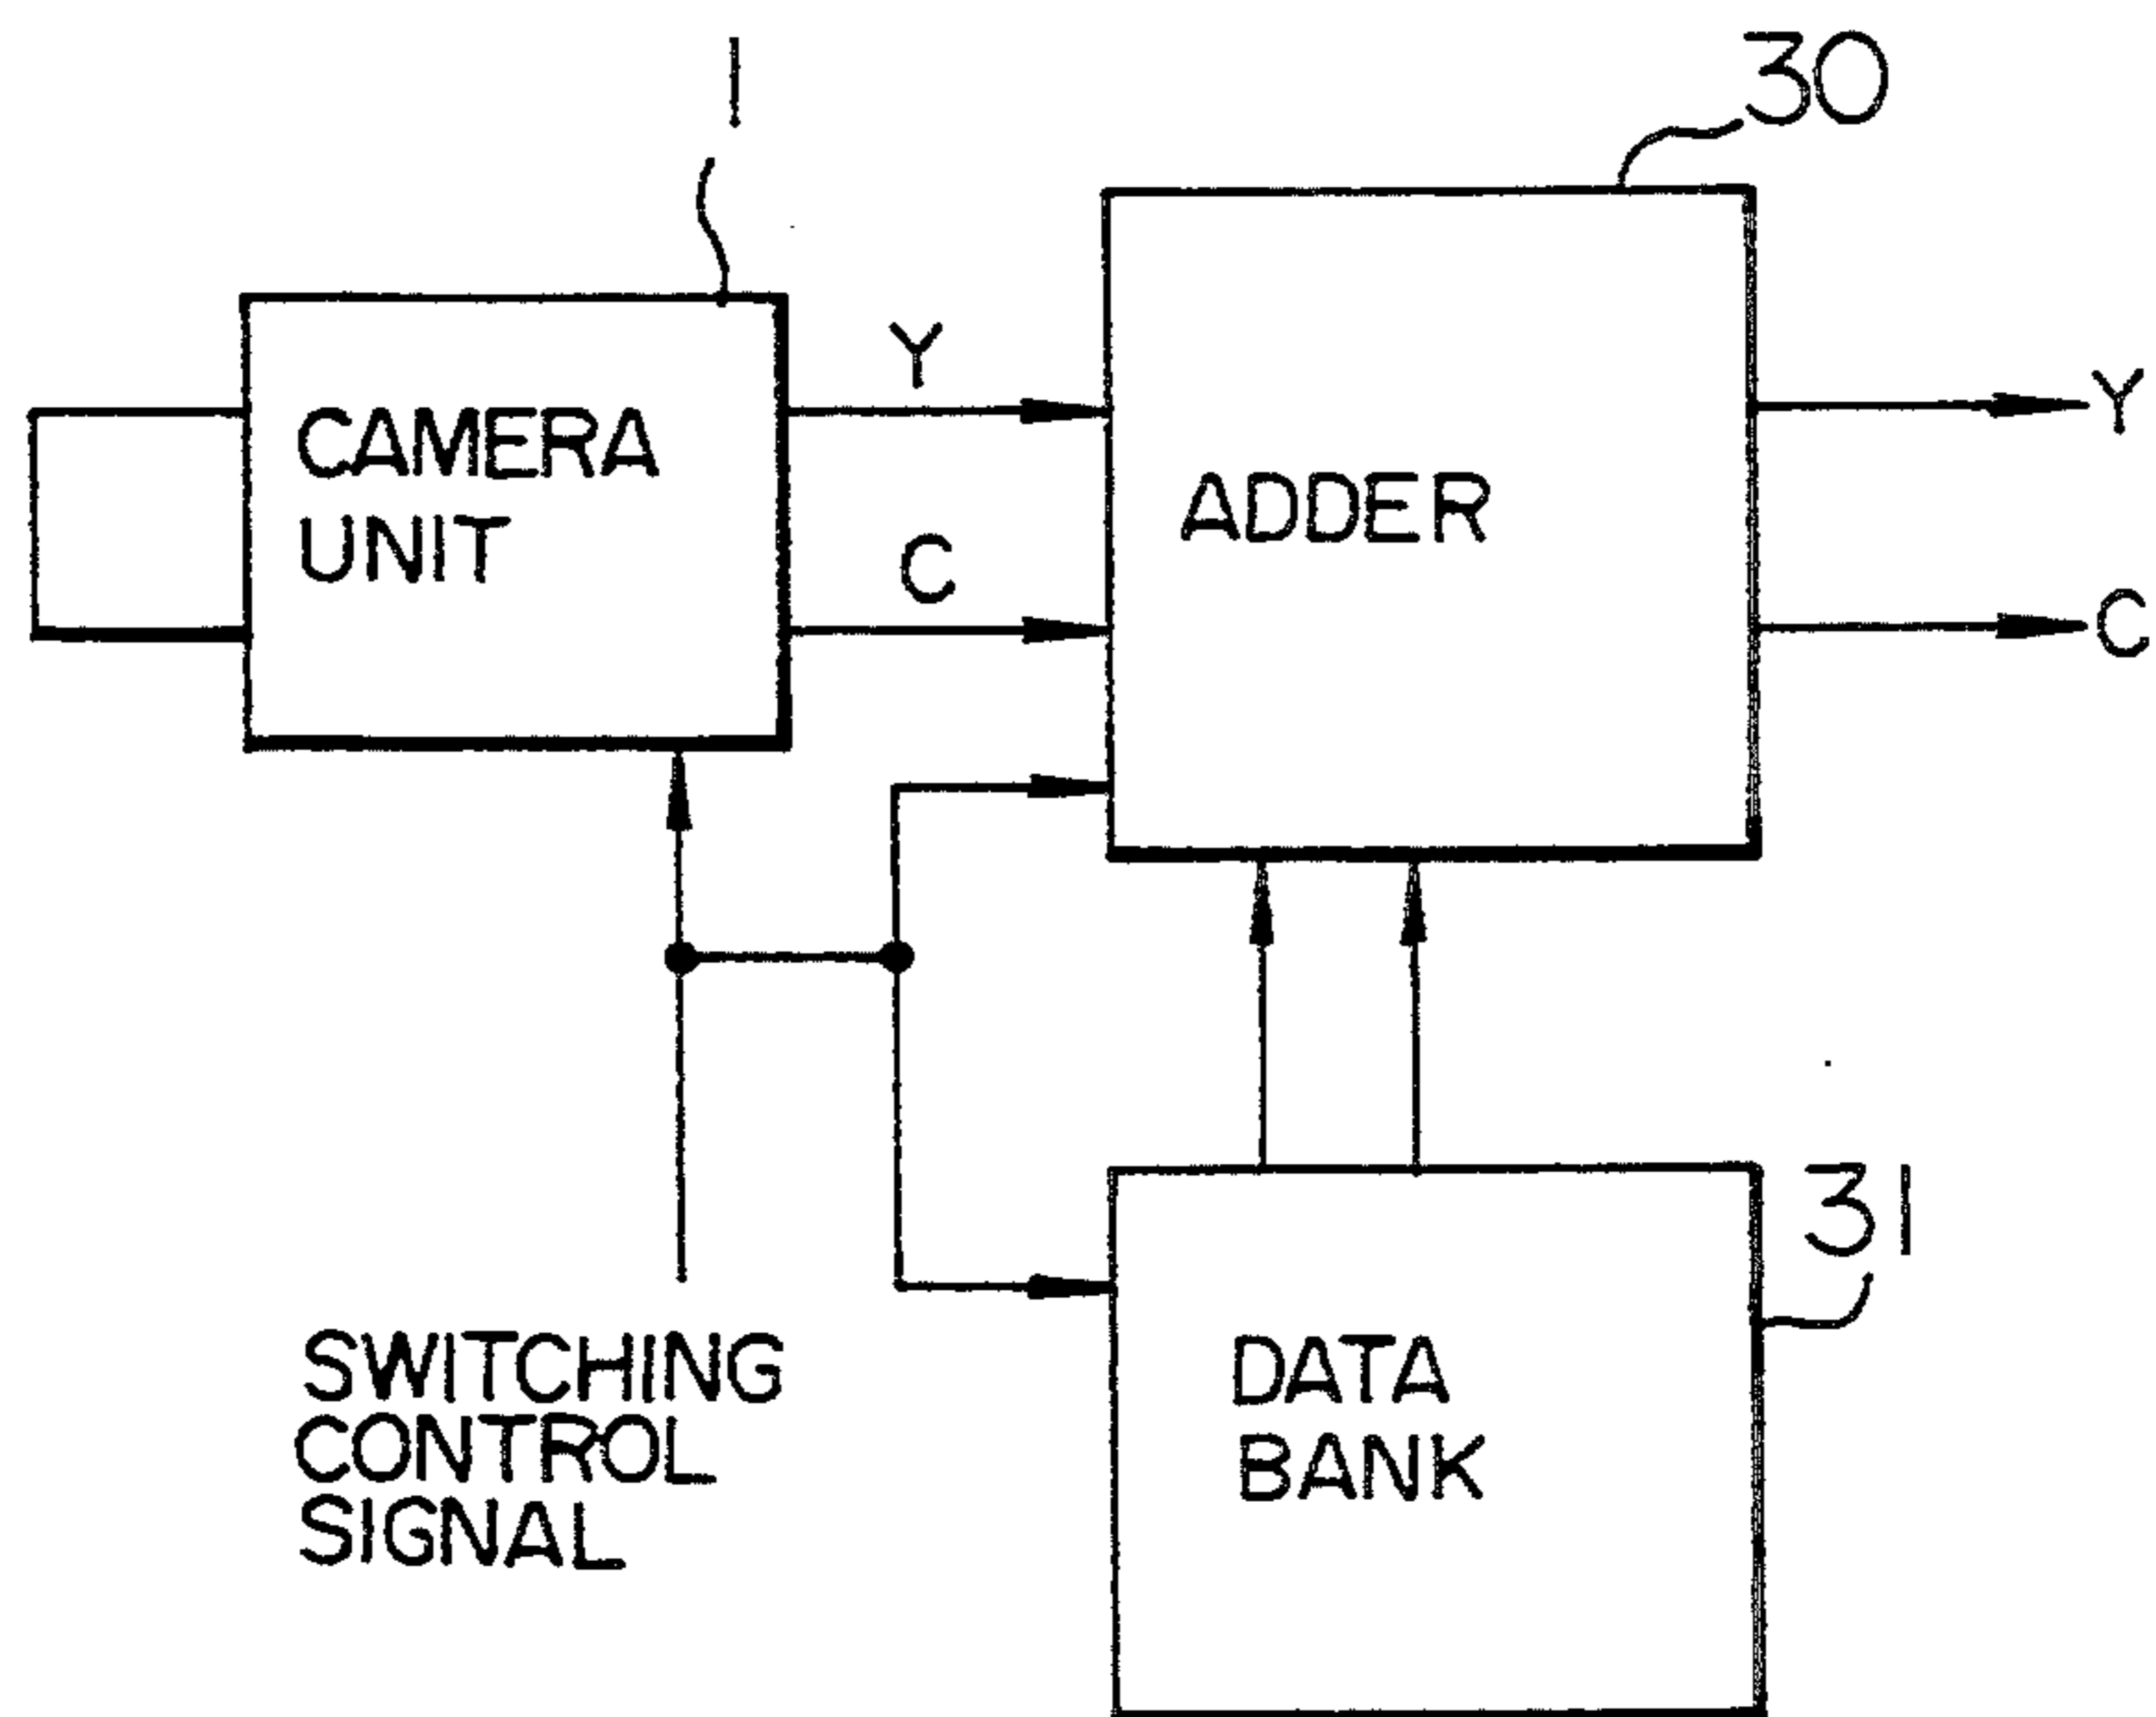 1
30
CAMERA
UNIT
Y
C
ADDER
Y
C
31
SWITCHING
CONTROL
SIGNAL
DATA
BANK